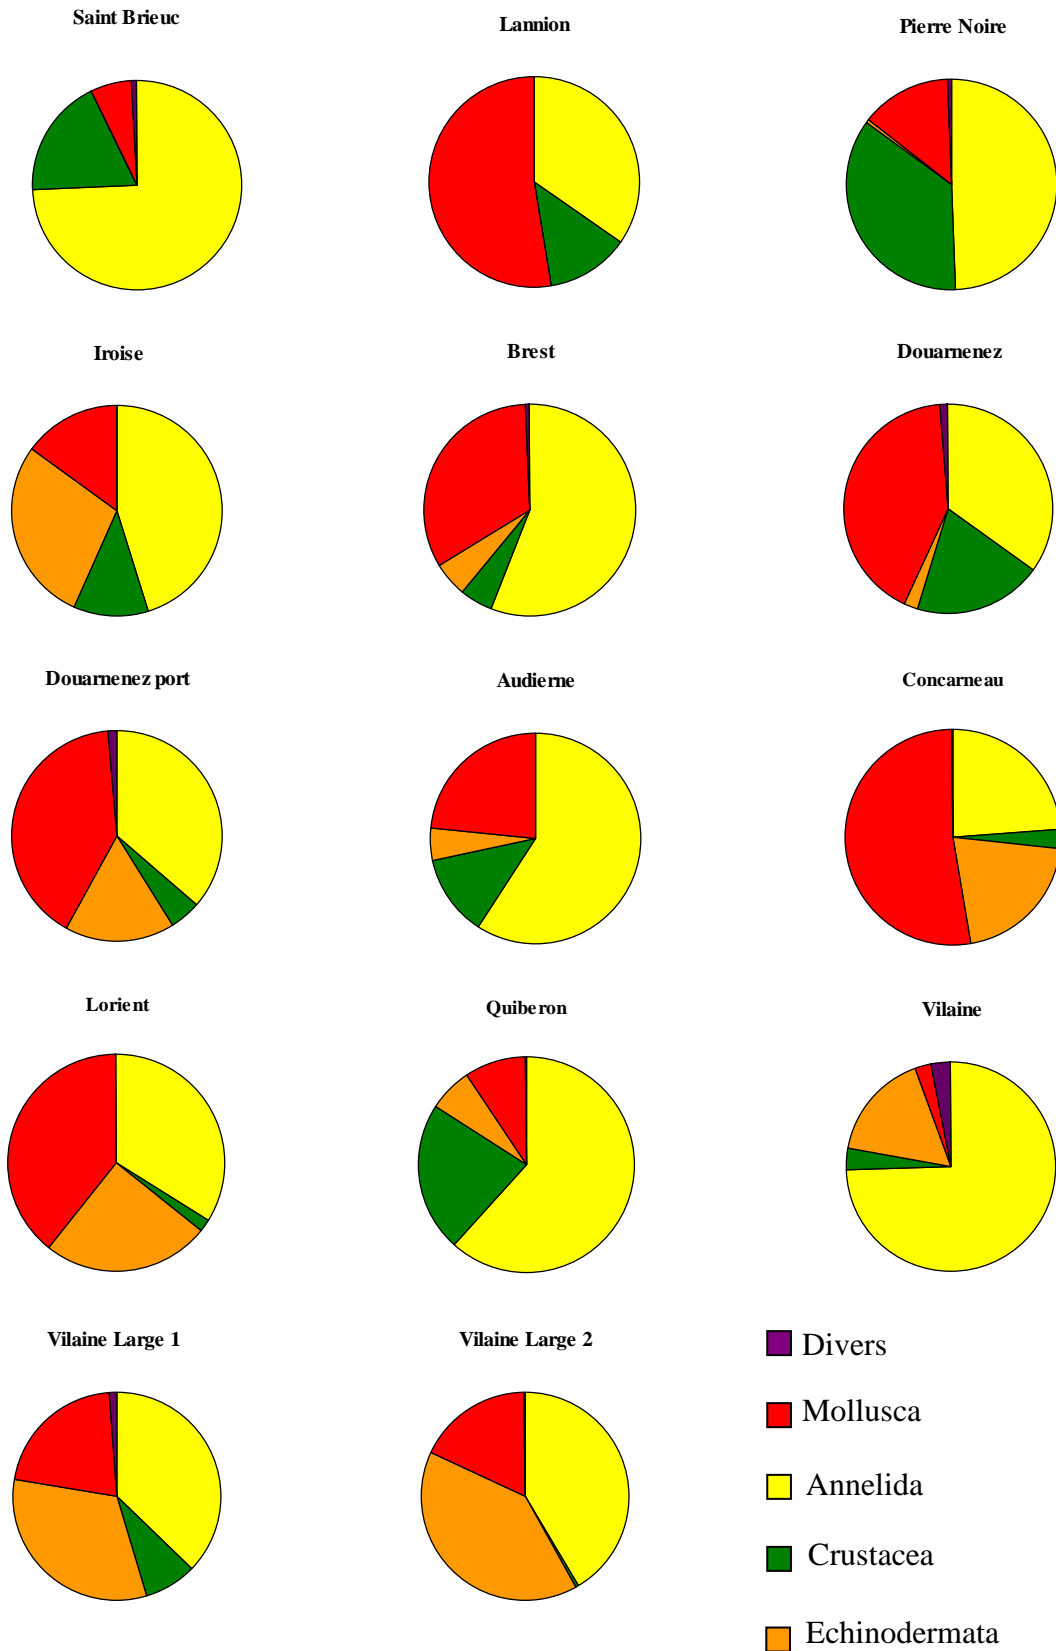 Saint Brieuc
Lannion
Pierre Noire
Iroise
Brest
Douarnenez
Douarnenez port
Audierne
Concarneau
Lorient
Quiberon
Vilaine
Vilaine Large 1
Vilaine Large 2
Divers
Mollusca
Annelida
Crustacea
Echinodermata